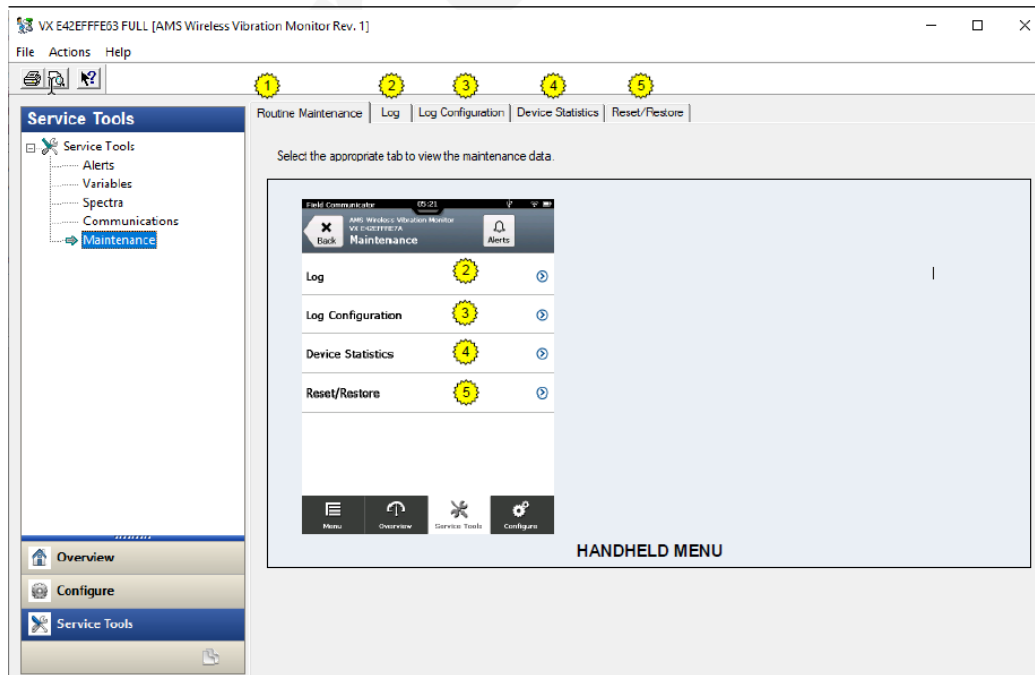 VX E42EFFFE63 FULL [AMS Wireless Vibration Monitor Rev. 1]
File Actions Help
1 2 3 4 5
Routine Maintenance Log Log Configuration Device Statistics Reset/Restore
Service Tools
Service Tools
Alerts
Variables
Spectra
Communications
Maintenance
Select the appropriate tab to view the maintenance data.
Field Communicator 05:21
AMS Wireless Vibration Monitor
Back Maintenance Alerts
Log 2
Log Configuration 3
Device Statistics 4
Reset/Restore 5
Menu Overview Service Tools Configure
HANDHELD MENU
Overview
Configure
Service Tools